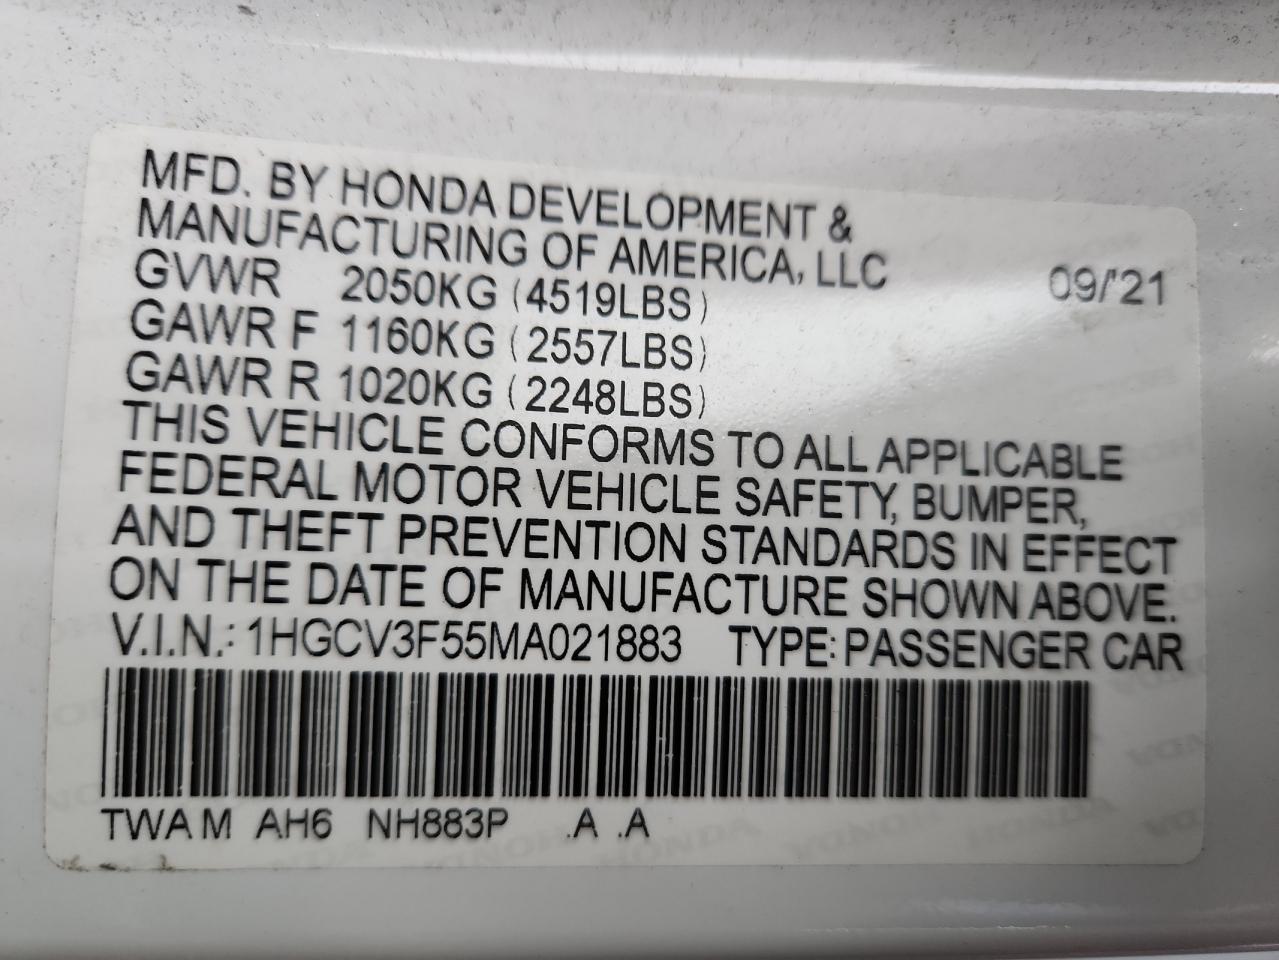 MFD. BY HONDA DEVELOPMENT &
MANUFACTURING OF AMERICA, LLC 09/'21
GVWR 2050KG (4519LBS)
GAWR F 1160KG (2557LBS)
GAWR R 1020KG (2248LBS)
THIS VEHICLE CONFORMS TO ALL APPLICABLE
FEDERAL MOTOR VEHICLE SAFETY, BUMPER,
AND THEFT PREVENTION STANDARDS IN EFFECT
ON THE DATE OF MANUFACTURE SHOWN ABOVE.
V.I.N.: 1HGCV3F55MA021883 TYPE: PASSENGER CAR
TWA M AH6 NH883P .A .A